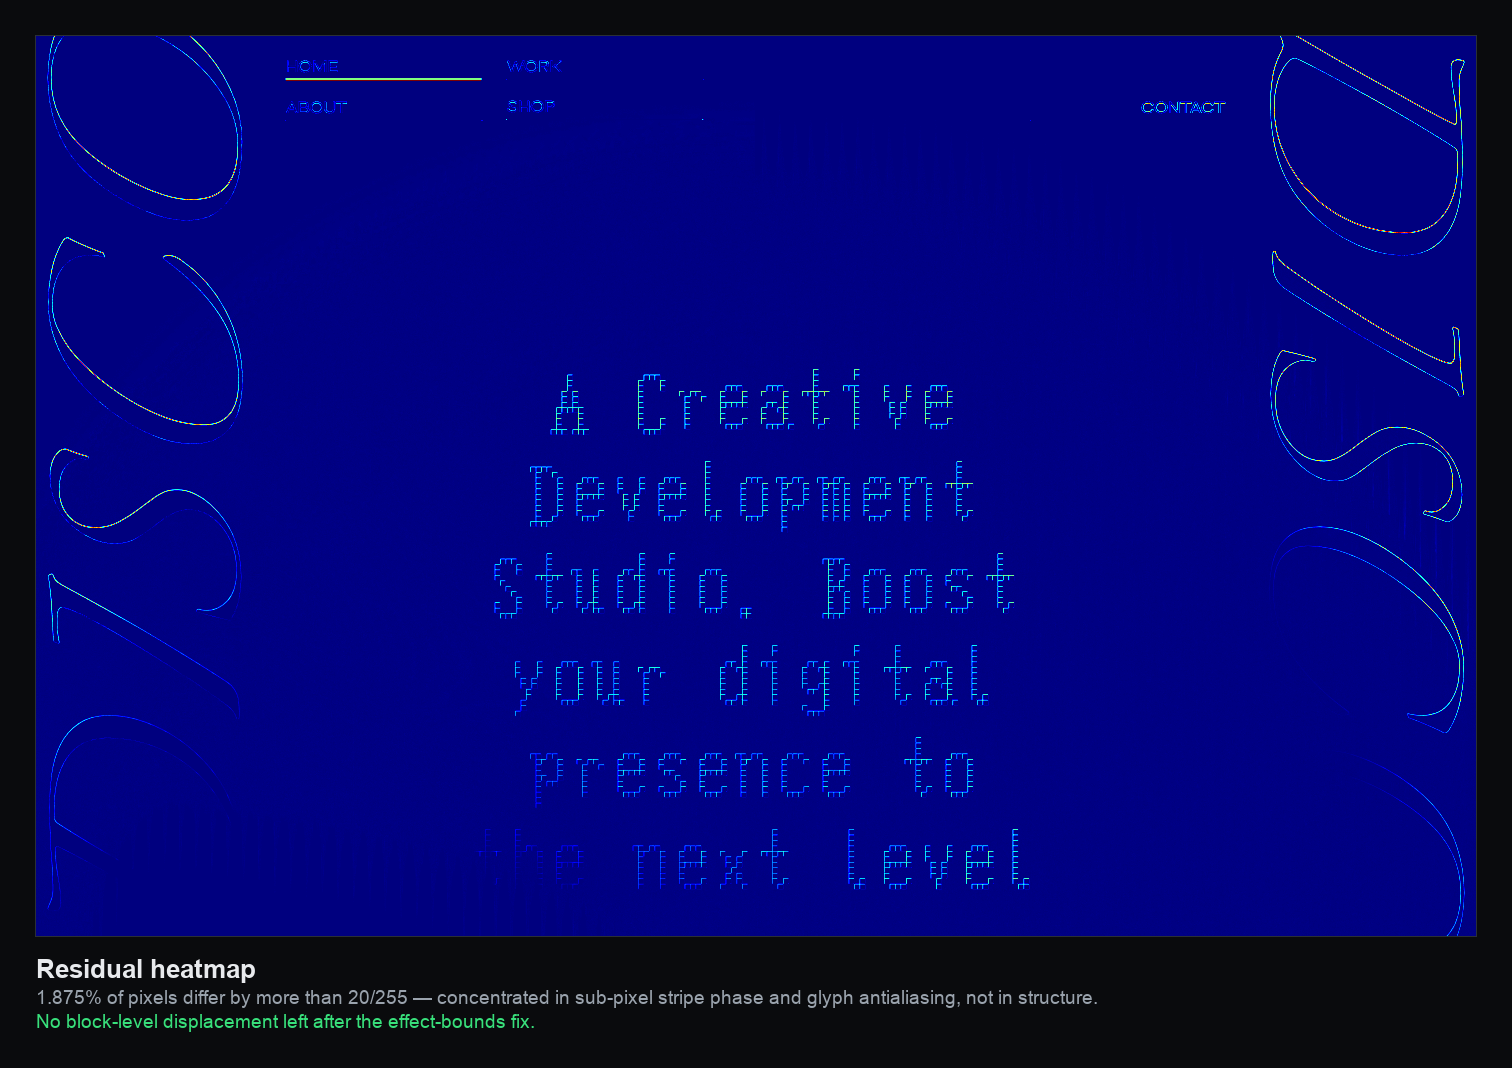 HOME
WORK
ABOUT
SHOP
CONTACT
DISCO
DISCO
A Creative
Development
Studio. Boost
your digital
presence to
the next level
Residual heatmap
1.875% of pixels differ by more than 20/255 — concentrated in sub-pixel stripe phase and glyph antialiasing, not in structure.
No block-level displacement left after the effect-bounds fix.